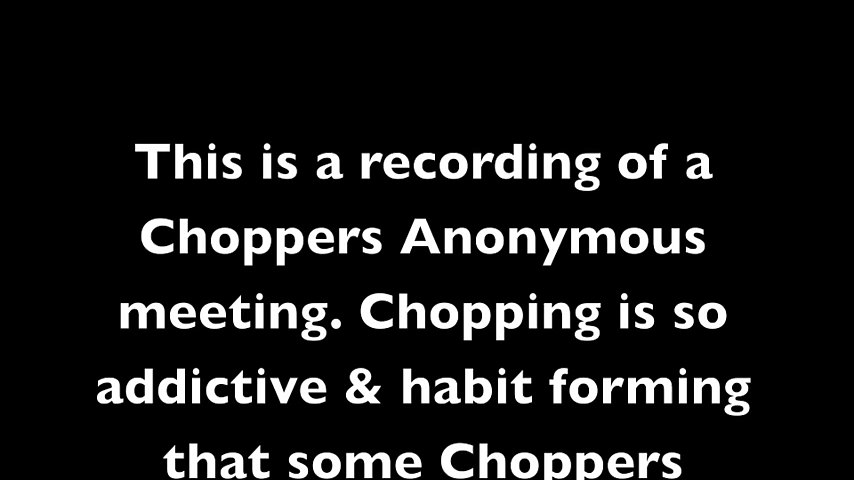 This is a recording of a
Choppers Anonymous
meeting. Chopping is so
addictive & habit forming
that some Choppers